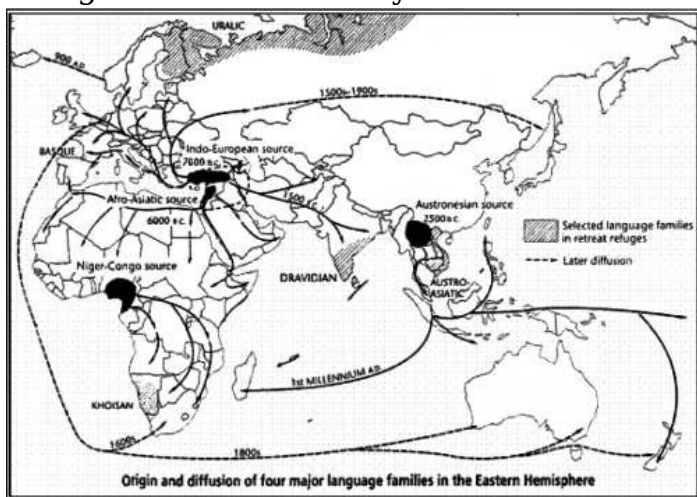 URALIC
900 A.D.
1500s–1900s
BASQUE
Indo-European source
7000 B.C.
Afro-Asiatic source
6000 B.C.
1500 B.C.
Austronesian source
2500 B.C.
Selected language families
in retreat refuges
Later diffusion
Niger-Congo source
DRAVIDIAN
AUSTRO-
ASIATIC
1st MILLENNIUM A.D.
KHOISAN
1600s
1800s
Origin and diffusion of four major language families in the Eastern Hemisphere